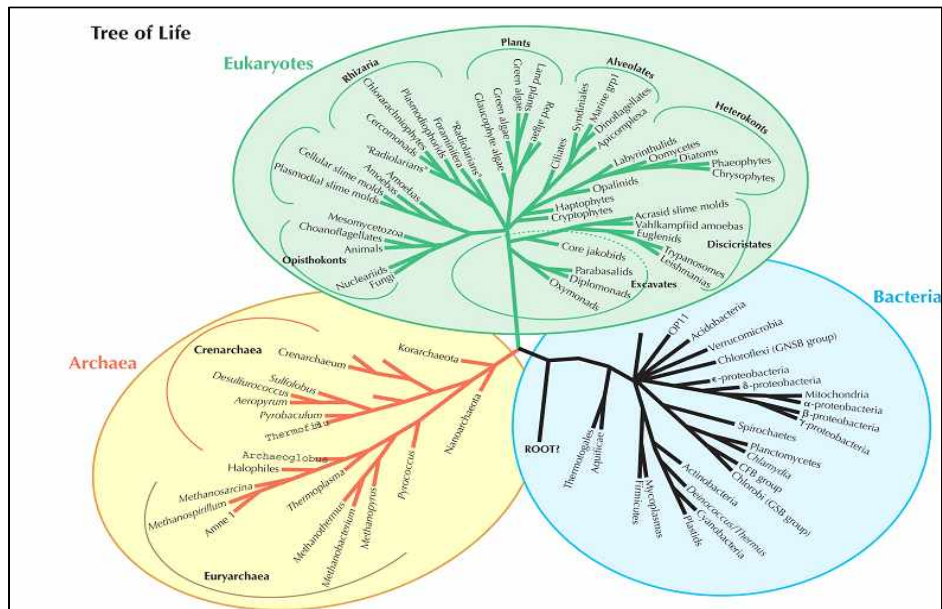 Tree of Life
Eukaryotes
Rhizaria
Plants
Alveolates
Heterokonts
Opisthokonts
Discicristates
Excavates
Plasmodial slime molds
Cellular slime molds
Amoebas
Amoebas
"Radiolarians"
Cercomonads
Chlorarachniophytes
Plasmodiophorids
Foraminifera
"Radiolarians"
Glaucophyte algae
Green algae
Green algae
Land plants
Red algae
Ciliates
Syndiniales
Marine grp1
Dinoflagellates
Apicomplexa
Labyrinthulids
Oomycetes
Diatoms
Phaeophytes
Chrysophytes
Opalinids
Haptophytes
Cryptophytes
Acrasid slime molds
Vahlkampfiid amoebas
Euglenids
Trypanosomes
Leishmanias
Core jakobids
Parabasalids
Diplomonads
Oxymonads
Mesomycetozoa
Choanoflagellates
Animals
Nucleariids
Fungi
Archaea
Crenarchaea
Crenarchaeum
Korarchaeota
Sulfolobus
Desulfurococcus
Aeropyrum
Pyrobaculum
Nanoarchaeota
Archaeoglobus
Halophiles
Methanosarcina
Methanospirillum
Thermoplasma
Methanothermus
Methanobacterium
Methanopyrus
Pyrococcus
Euryarchaea
Bacteria
ROOT?
Thermotogales
Aquificae
OP11
Acidobacteria
Verrucomicrobia
Chloroflexi (GNSB group)
ε-proteobacteria
δ-proteobacteria
Mitochondria
α-proteobacteria
β-proteobacteria
γ-proteobacteria
Spirochaetes
Planctomycetes
Chlamydia
CFB group
Chlorobi (GSB group)
Actinobacteria
Deinococcus/Thermus
Cyanobacteria
Plastids
Mycoplasmas
Firmicutes